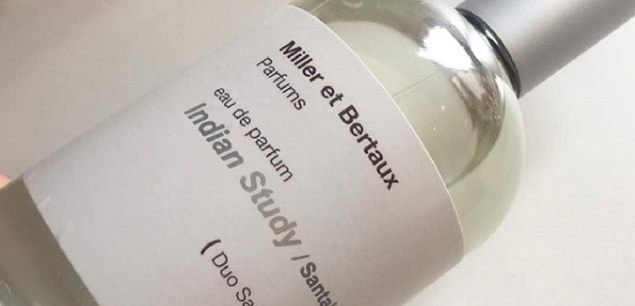 Miller et Bertaux
Parfums
eau de parfum
Indian Study / Santal
( Duo Sa